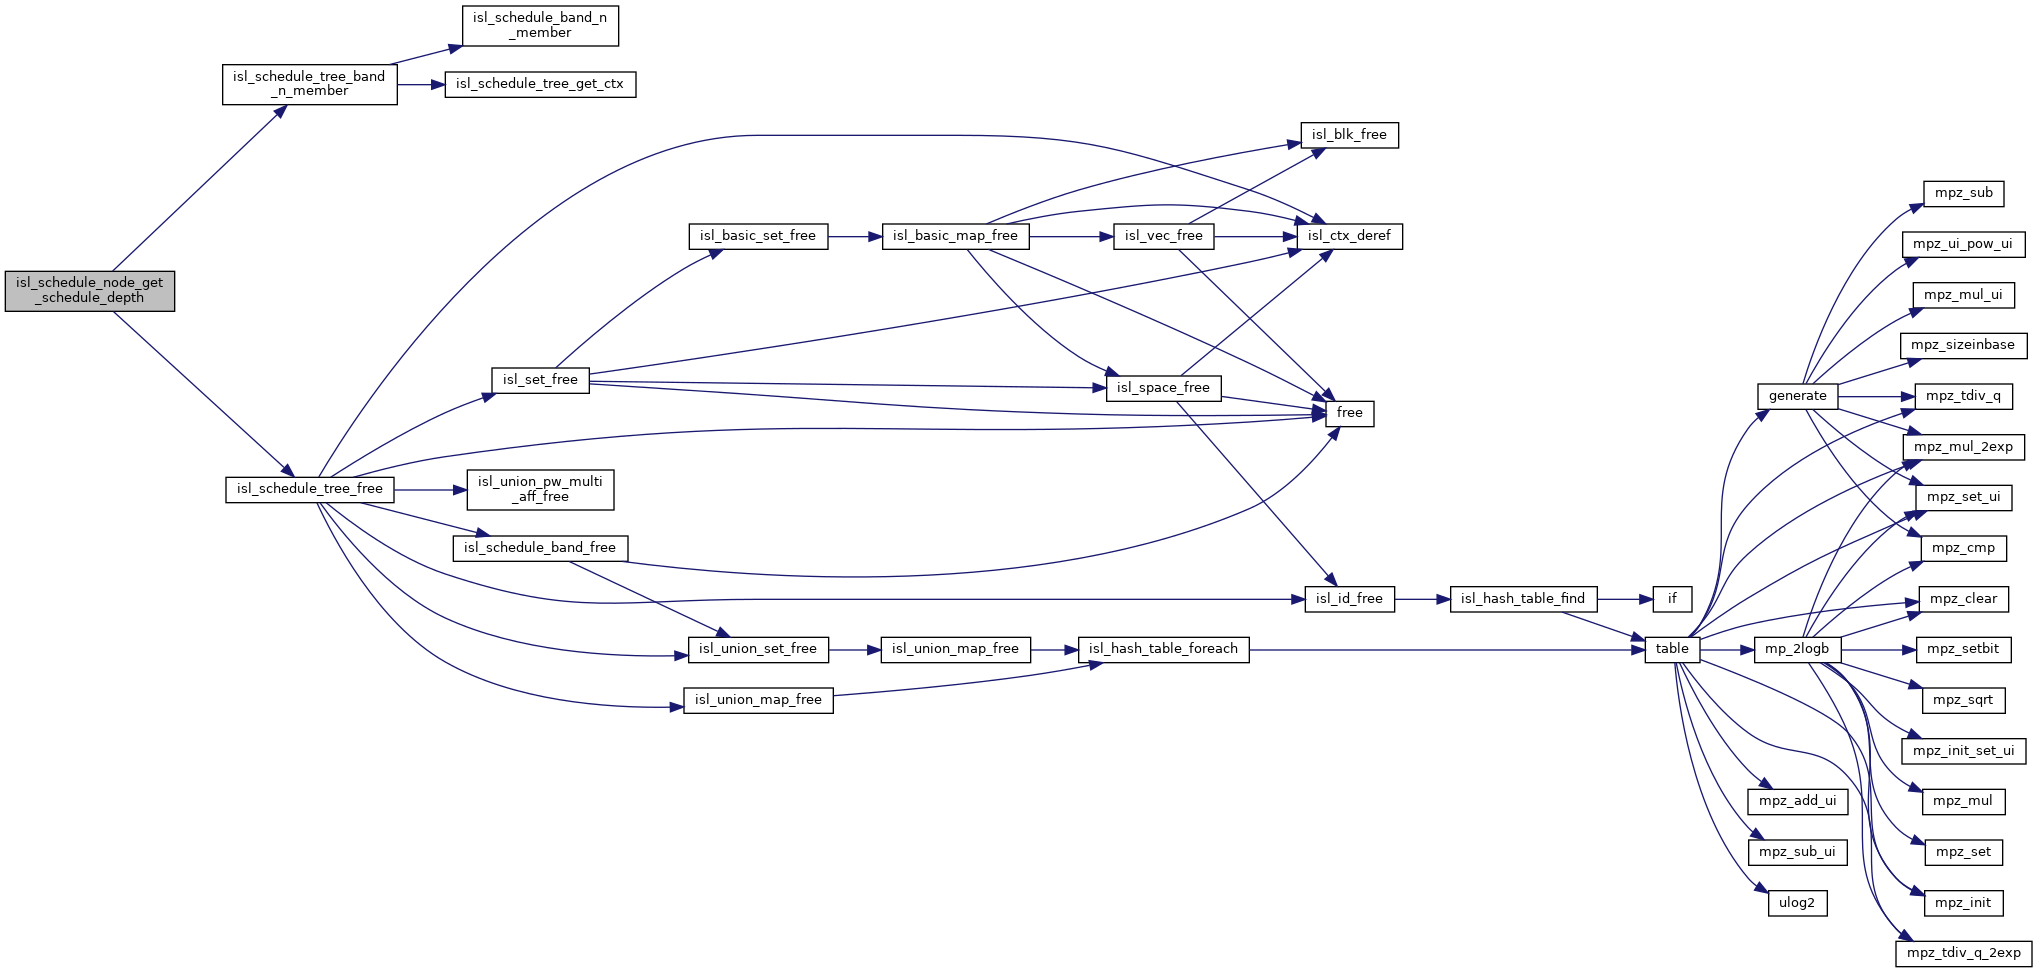 isl_schedule_node_get
_schedule_depth
isl_schedule_tree_band
_n_member
isl_schedule_band_n
_member
isl_schedule_tree_get_ctx
isl_schedule_tree_free
isl_set_free
isl_union_pw_multi
_aff_free
isl_schedule_band_free
isl_basic_set_free
isl_union_set_free
isl_union_map_free
isl_basic_map_free
isl_union_map_free
isl_vec_free
isl_space_free
isl_hash_table_foreach
isl_blk_free
isl_ctx_deref
free
isl_id_free
isl_hash_table_find
if
table
generate
mp_2logb
mpz_add_ui
mpz_sub_ui
ulog2
mpz_sub
mpz_ui_pow_ui
mpz_mul_ui
mpz_sizeinbase
mpz_tdiv_q
mpz_mul_2exp
mpz_set_ui
mpz_cmp
mpz_clear
mpz_setbit
mpz_sqrt
mpz_init_set_ui
mpz_mul
mpz_set
mpz_init
mpz_tdiv_q_2exp